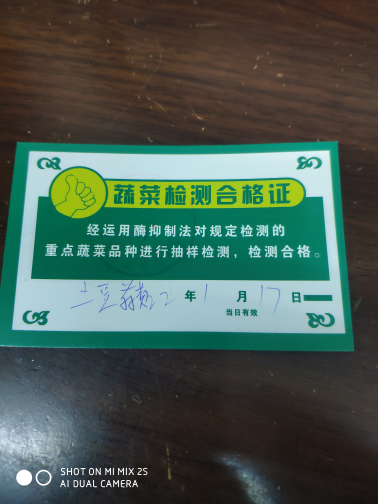 蔬菜检测合格证
经运用酶抑制法对规定检测的
重点蔬菜品种进行抽样检测，检测合格。
土豆 2 年 1 月 17 日
当日有效
SHOT ON MI MIX 2S
AI DUAL CAMERA